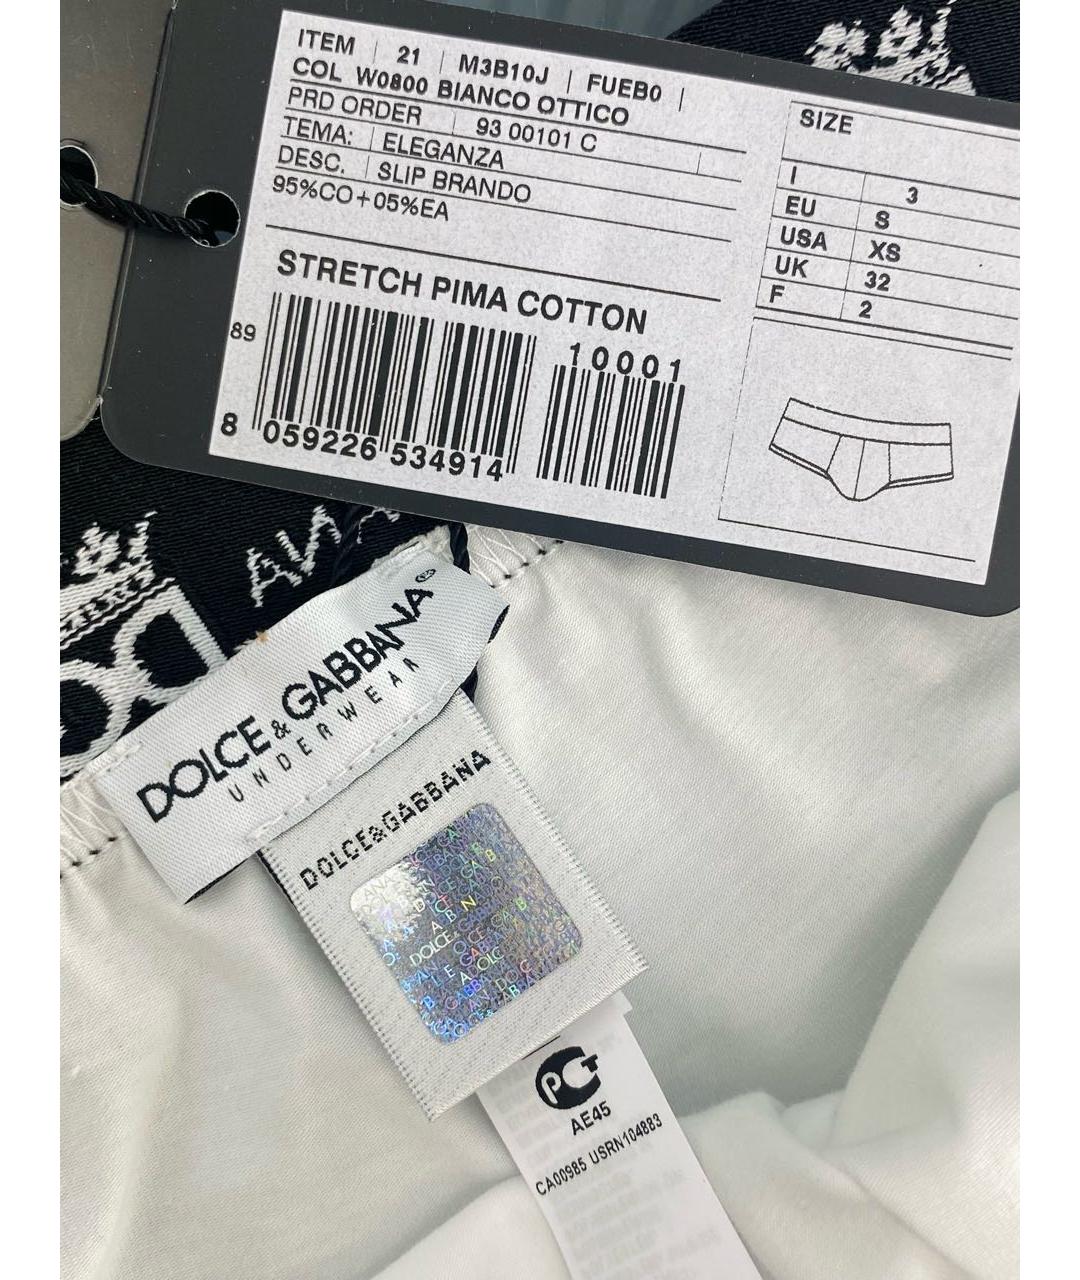 ITEM | 21 | M3B10J | FUEB0 |
COL W0800 BIANCO OTTICO
PRD ORDER | 93 00101 C
TEMA: | ELEGANZA
DESC. | SLIP BRANDO
95%CO+05%EA
STRETCH PIMA COTTON
89
10001
8 059226 534914
SIZE
I 3
EU S
USA XS
UK 32
F 2
DOLCE&GABBANA
UNDERWEAR
DOLCE&GABBANA
PCT
AE45
CA00985 USRN104883